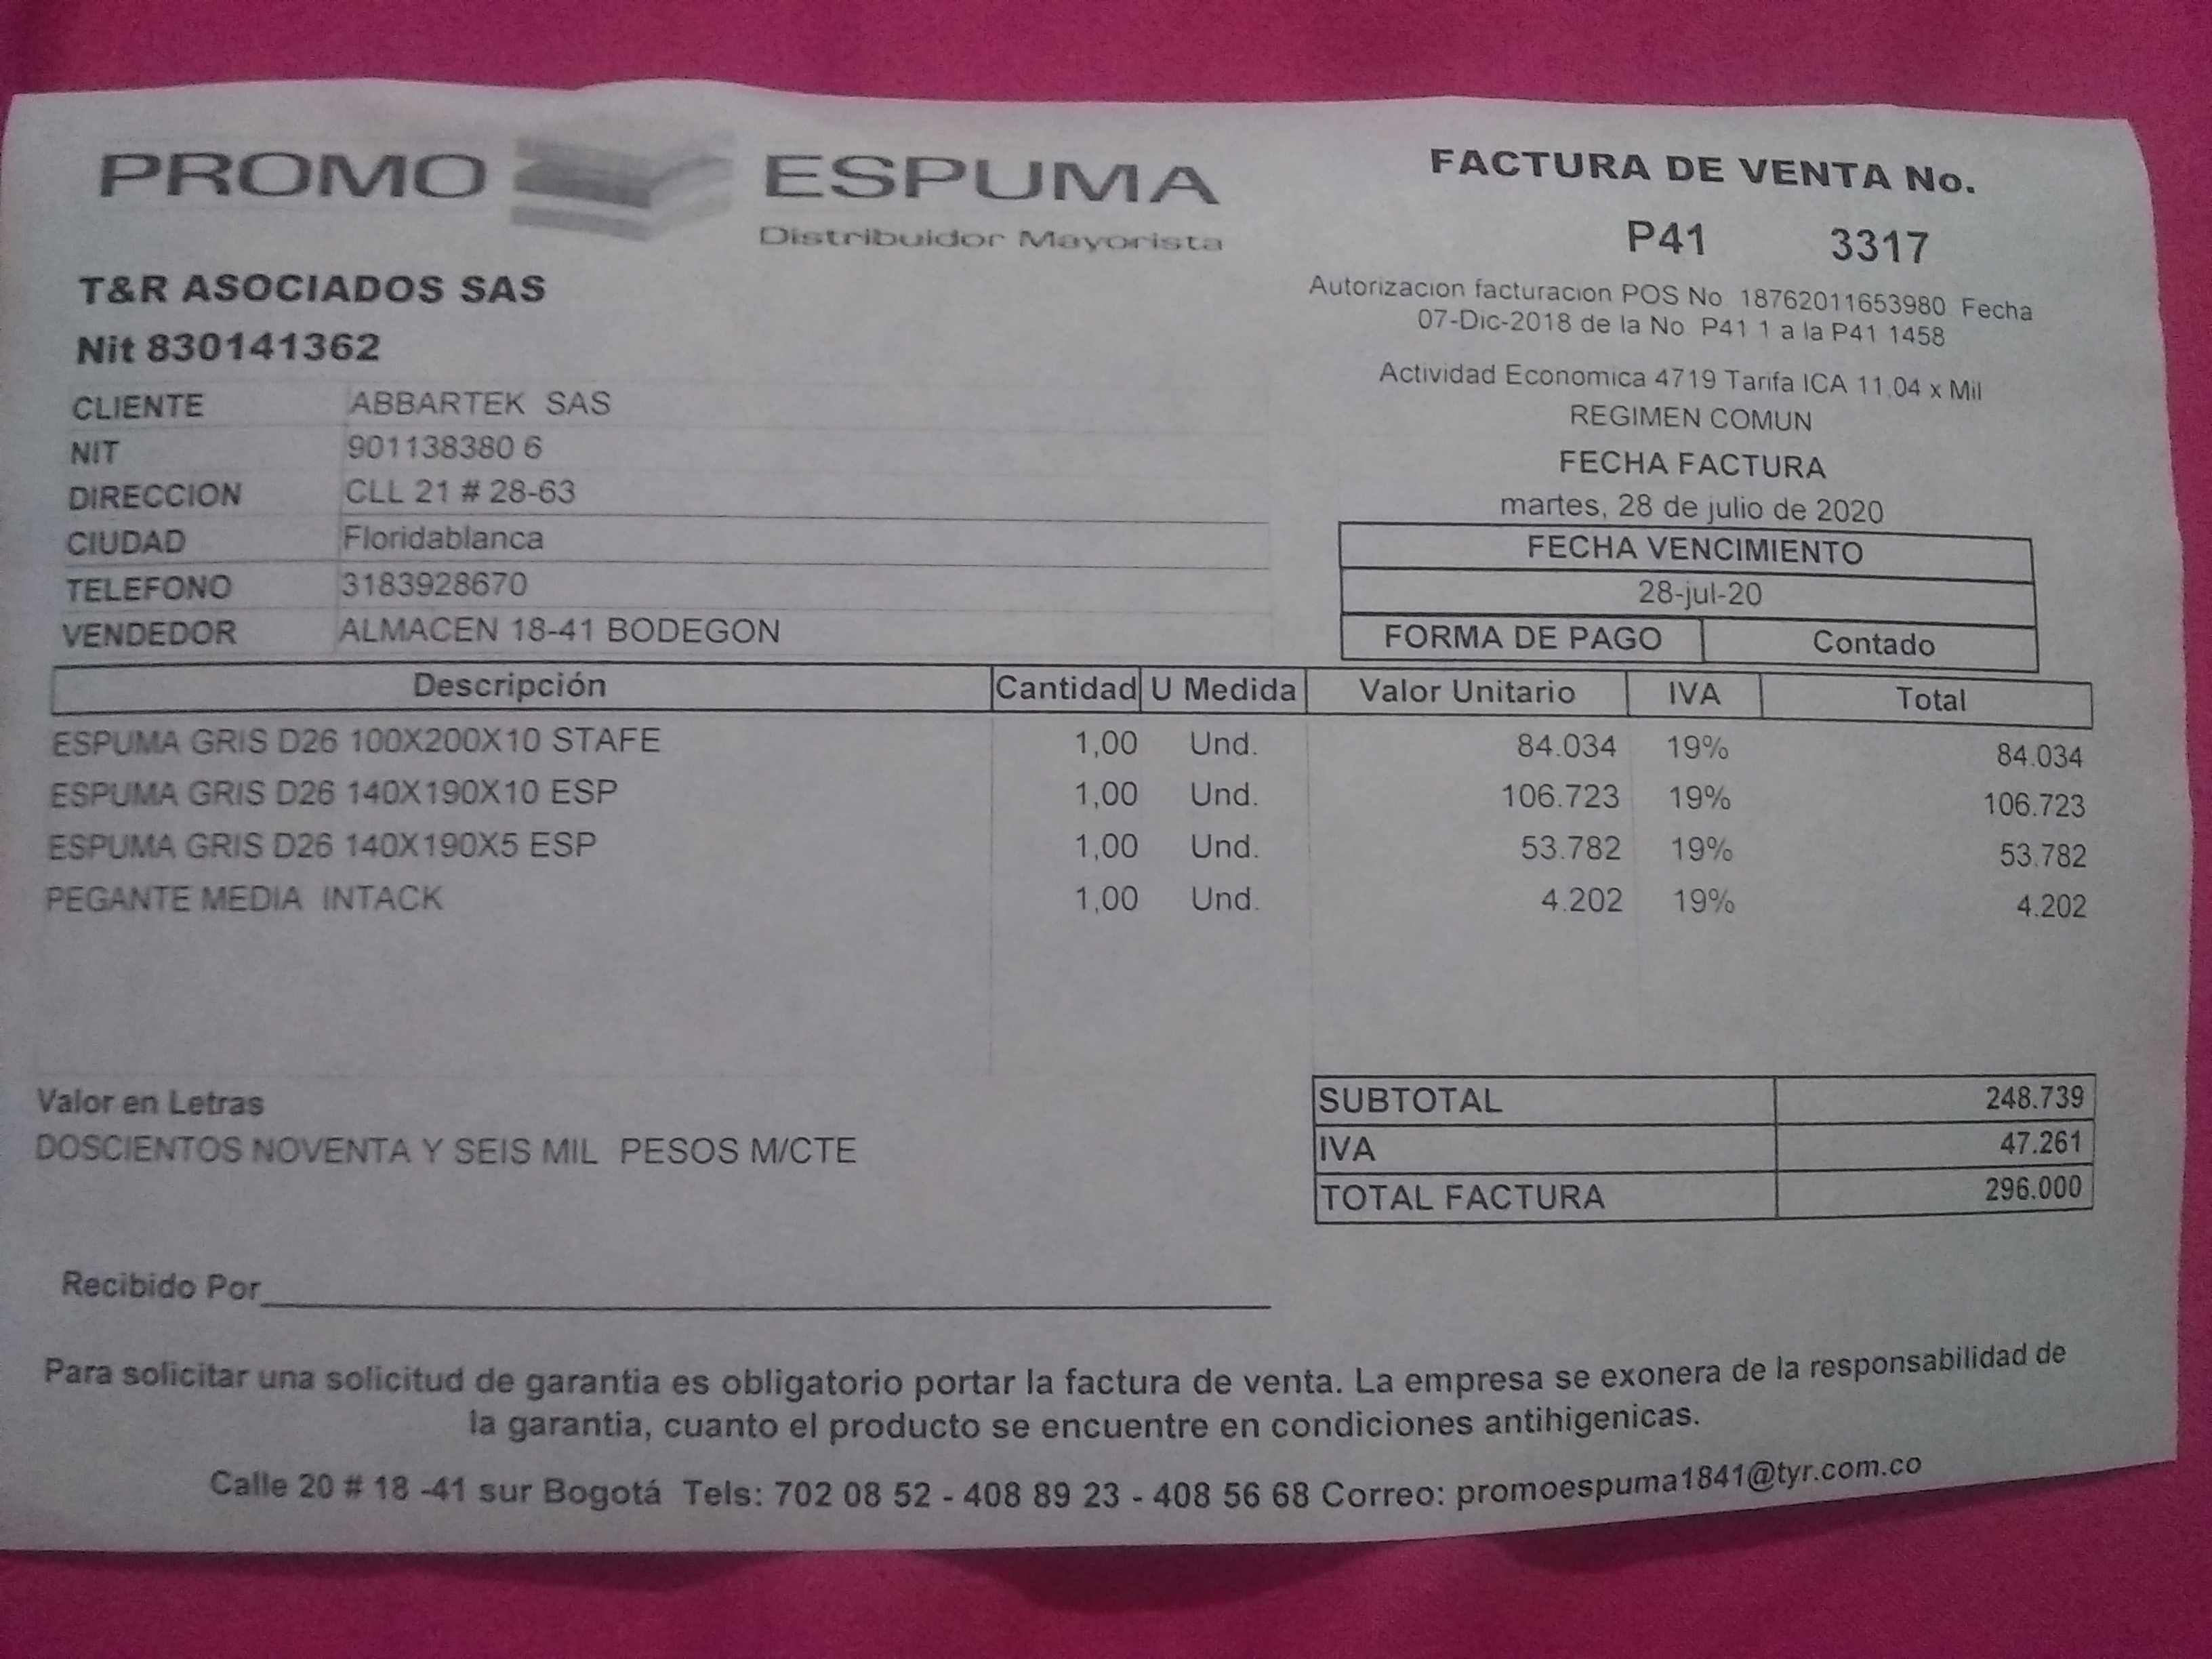 PROMO ESPUMA
Distribuidor Mayorista
T&R ASOCIADOS SAS
Nit 830141362
FACTURA DE VENTA No.
P41 3317
Autorizacion facturacion POS No 18762011653980 Fecha
07-Dic-2018 de la No P41 1 a la P41 1458
Actividad Economica 4719 Tarifa ICA 11.04 x Mil
REGIMEN COMUN
FECHA FACTURA
martes, 28 de julio de 2020
FECHA VENCIMIENTO
28-jul-20
FORMA DE PAGO Contado
CLIENTE ABBARTEK SAS
NIT 901138380 6
DIRECCION CLL 21 # 28-63
CIUDAD Floridablanca
TELEFONO 3183928670
VENDEDOR ALMACEN 18-41 BODEGON
Descripción Cantidad U Medida Valor Unitario IVA Total
ESPUMA GRIS D26 100X200X10 STAFE 1,00 Und. 84.034 19% 84.034
ESPUMA GRIS D26 140X190X10 ESP 1,00 Und. 106.723 19% 106.723
ESPUMA GRIS D26 140X190X5 ESP 1,00 Und. 53.782 19% 53.782
PEGANTE MEDIA INTACK 1,00 Und. 4.202 19% 4.202
Valor en Letras
DOSCIENTOS NOVENTA Y SEIS MIL PESOS M/CTE
SUBTOTAL 248.739
IVA 47.261
TOTAL FACTURA 296.000
Recibido Por
Para solicitar una solicitud de garantia es obligatorio portar la factura de venta. La empresa se exonera de la responsabilidad de
la garantia, cuanto el producto se encuentre en condiciones antihigenicas.
Calle 20 # 18 -41 sur Bogotá Tels: 702 08 52 - 408 89 23 - 408 56 68 Correo: promoespuma1841@tyr.com.co